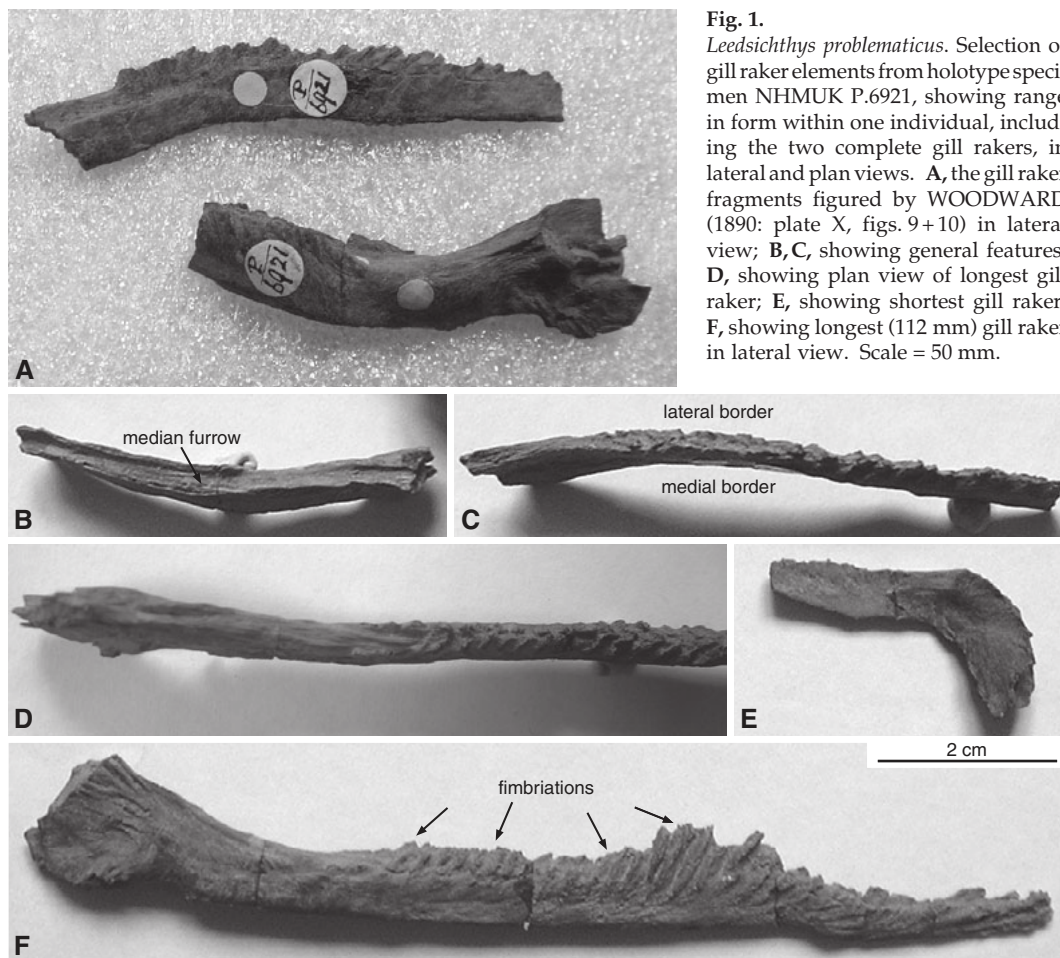 Fig. 1.
Leedsichthys problematicus. Selection o
gill raker elements from holotype speci
men NHMUK P.6921, showing range
in form within one individual, includ
ing the two complete gill rakers, in
lateral and plan views. A, the gill raker
fragments figured by WOODWARD
(1890: plate X, figs. 9 + 10) in latera
view; B, C, showing general features
D, showing plan view of longest gil
raker; E, showing shortest gill raker
F, showing longest (112 mm) gill raker
in lateral view. Scale = 50 mm.
P
6921
P
6921
A
median furrow
B
lateral border
medial border
C
D
E
2 cm
fimbriations
F